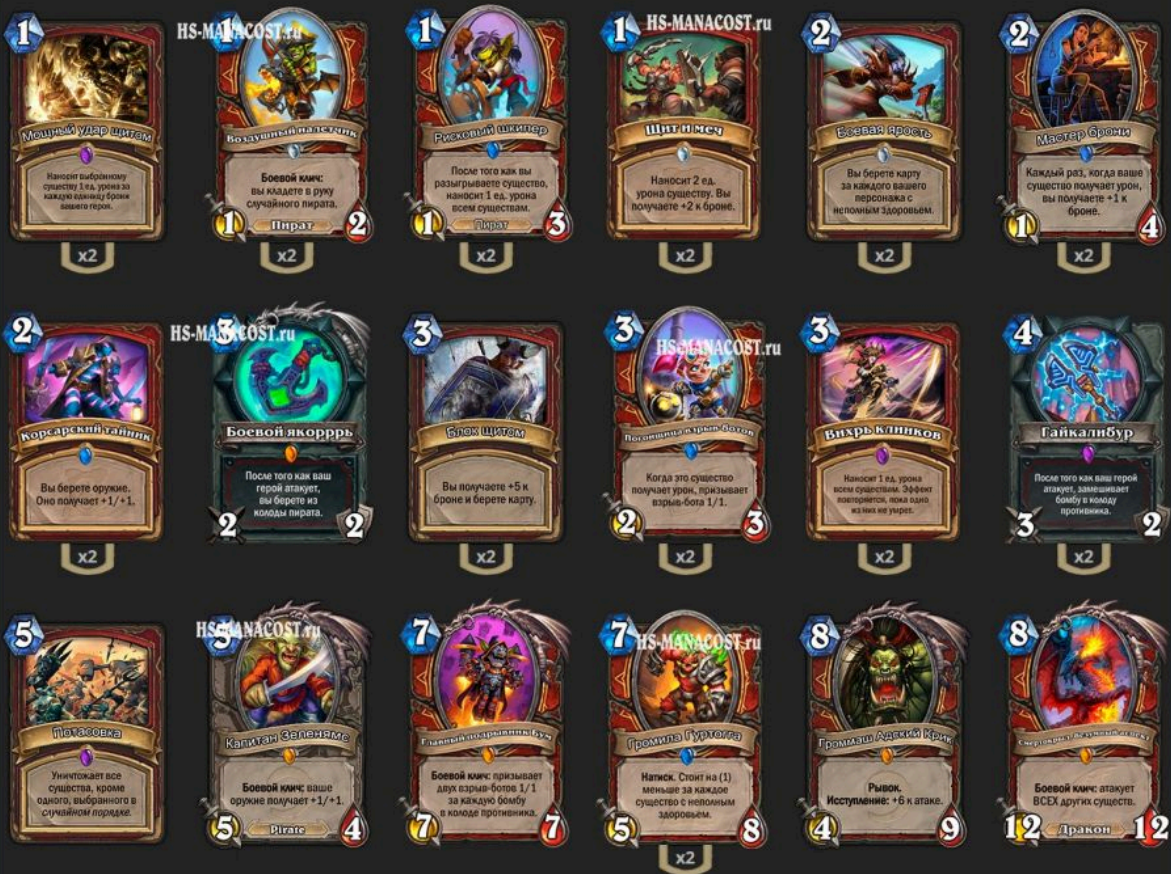 HS-MANACOST.ru
HS-MANACOST.ru
1
Мощный удар щитом
Наносит выбранному
существу 1 ед. урона за
каждую единицу брони
вашего героя.
x2
1
Воздушный налетчик
Боевой клич:
вы кладете в руку
случайного пирата.
1
Пират
2
x2
1
Рисковый шкипер
После того как вы
разыгрываете существо,
наносит 1 ед. урона
всем существам.
1
Пират
3
x2
1
Щит и меч
Наносит 2 ед.
урона существу. Вы
получаете +2 к броне.
x2
2
Боевая ярость
Вы берете карту
за каждого вашего
персонажа с
неполным здоровьем.
x2
2
Мастер брони
Каждый раз, когда ваше
существо получает урон,
вы получаете +1 к
броне.
1
4
x2
HS-MANACOST.ru
HS-MANACOST.ru
2
Корсарский тайник
Вы берете оружие.
Оно получает +1/+1.
x2
3
Боевой якорррь
После того как ваш
герой атакует,
вы берете из
колоды пирата.
2
2
3
Блок щитом
Вы получаете +5 к
броне и берете карту.
x2
3
Погонщица взрыв-ботов
Когда это существо
получает урон, призывает
взрыв-бота 1/1.
2
3
x2
3
Вихрь клинков
Наносит 1 ед. урона
всем существам. Эффект
повторяется, пока одно
из них не умрет.
x2
4
Гайкалибур
После того как ваш герой
атакует, замешивает
бомбу в колоду
противника.
3
2
x2
HS-MANACOST.ru
HS-MANACOST.ru
5
Потасовка
Уничтожает все
существа, кроме
одного, выбранного в
случайном порядке.
5
Капитан Зеленямс
Боевой клич: ваше
оружие получает +1/+1.
5
Pirate
4
7
Главный подрывник Бум
Боевой клич: призывает
двух взрыв-ботов 1/1
за каждую бомбу
в колоде противника.
7
7
7
Громила Гуртогга
Натиск. Стоит на (1)
меньше за каждое
существо с неполным
здоровьем.
5
8
x2
8
Громмаш Адский Крик
Рывок.
Исступление: +6 к атаке.
4
9
8
Смертокрыл, безумный аспект
Боевой клич: атакует
ВСЕХ других существ.
12
Дракон
12